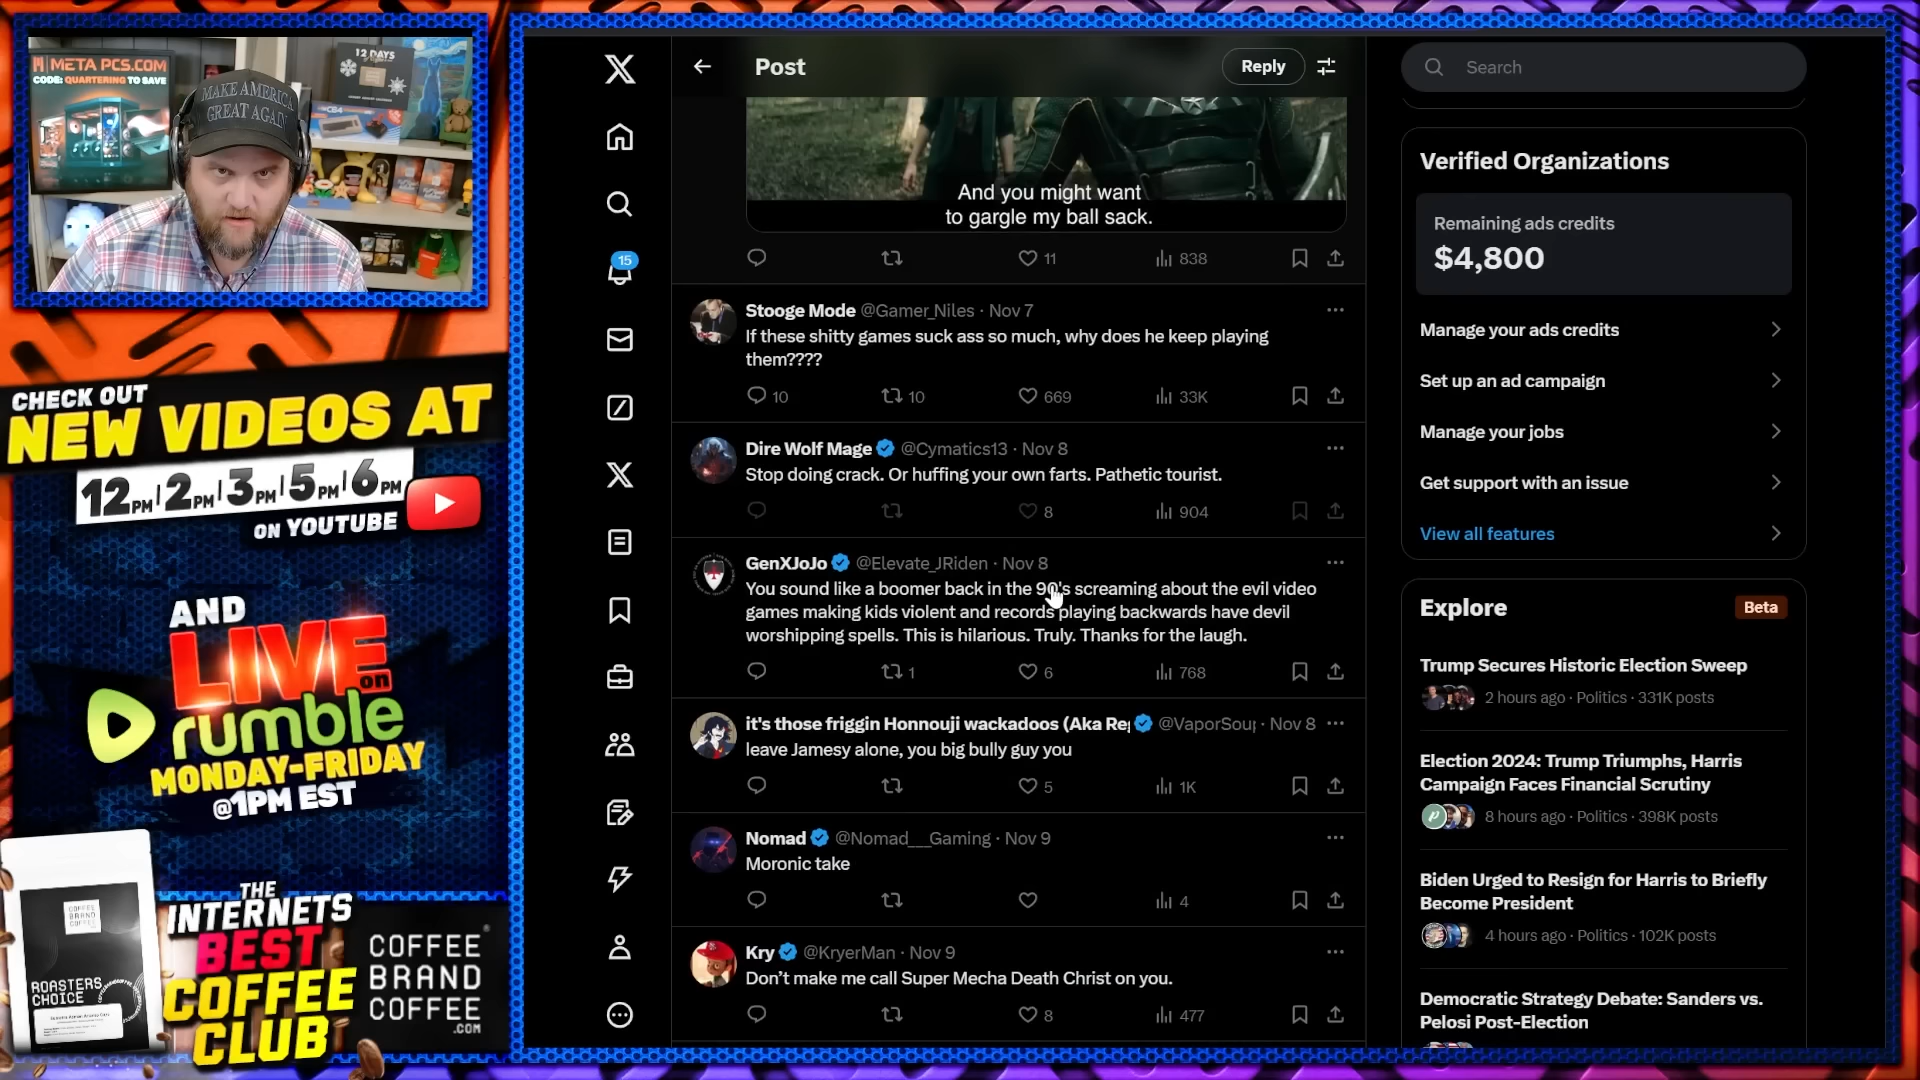 META PCS.COM
CODE: QUARTERING TO SAVE
12 DAYS
MAKE AMERICA
GREAT AGAIN
CHECK OUT
NEW VIDEOS AT
12PM | 2PM | 3PM | 5PM | 6PM
ON YOUTUBE
AND
LIVE
on
rumble
MONDAY-FRIDAY
@1PM EST
COFFEE
BRAND
COFFEE
ROASTERS
CHOICE
THE
INTERNETS
BEST
COFFEE
CLUB
COFFEE
BRAND
COFFEE
.COM
15
Post
Reply
And you might want
to gargle my ball sack.
11
838
Stooge Mode @Gamer_Niles · Nov 7
If these shitty games suck ass so much, why does he keep playing
them????
10
10
669
33K
Dire Wolf Mage @Cymatics13 · Nov 8
Stop doing crack. Or huffing your own farts. Pathetic tourist.
8
904
GenXJoJo @Elevate_JRiden · Nov 8
You sound like a boomer back in the 90's screaming about the evil video
games making kids violent and records playing backwards have devil
worshipping spells. This is hilarious. Truly. Thanks for the laugh.
1
6
768
it's those friggin Honnouji wackadoos (Aka Re @VaporSou · Nov 8
leave Jamesy alone, you big bully guy you
5
1K
Nomad @Nomad___Gaming · Nov 9
Moronic take
4
Kry @KryerMan · Nov 9
Don't make me call Super Mecha Death Christ on you.
8
477
Search
Verified Organizations
Remaining ads credits
$4,800
Manage your ads credits
Set up an ad campaign
Manage your jobs
Get support with an issue
View all features
Explore
Beta
Trump Secures Historic Election Sweep
2 hours ago · Politics · 331K posts
Election 2024: Trump Triumphs, Harris
Campaign Faces Financial Scrutiny
8 hours ago · Politics · 398K posts
Biden Urged to Resign for Harris to Briefly
Become President
4 hours ago · Politics · 102K posts
Democratic Strategy Debate: Sanders vs.
Pelosi Post-Election